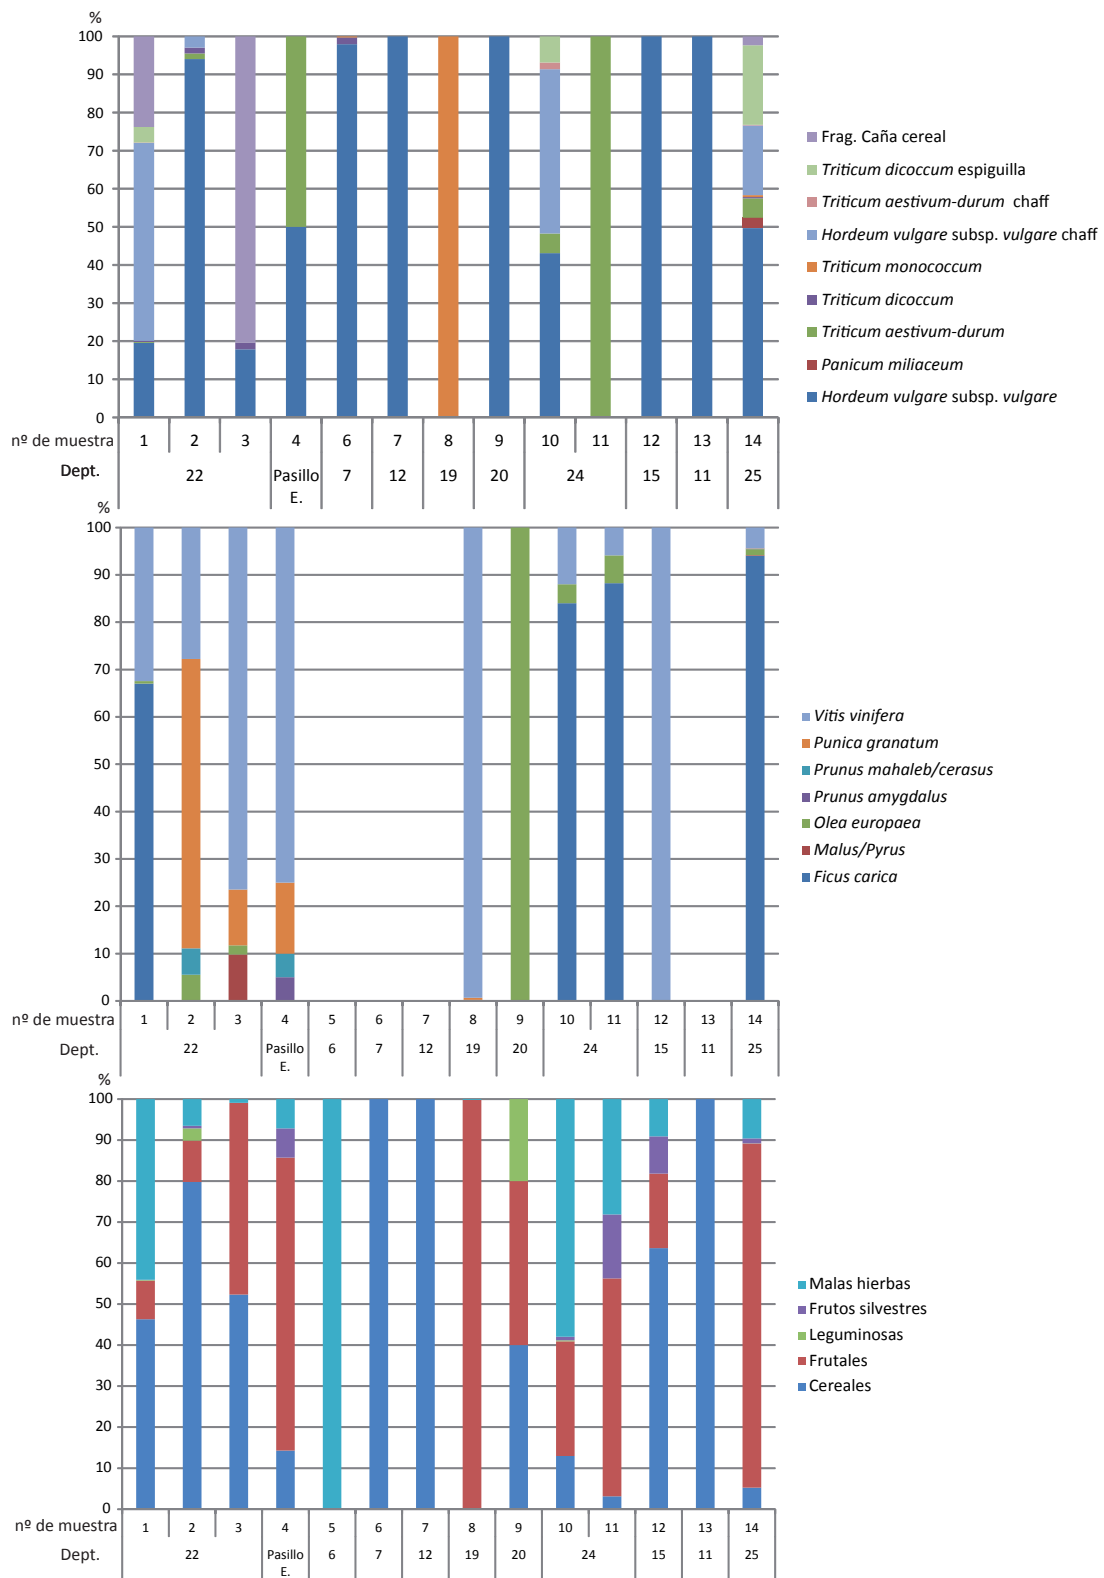 %
100
90
80
70
60
50
40
30
20
10
0
Frag. Caña cereal
Triticum dicoccum espiguilla
Triticum aestivum-durum chaff
Hordeum vulgare subsp. vulgare chaff
Triticum monococcum
Triticum dicoccum
Triticum aestivum-durum
Panicum miliaceum
Hordeum vulgare subsp. vulgare
nº de muestra 1 2 3 4 6 7 8 9 10 11 12 13 14
Dept. 22 Pasillo E. 7 12 19 20 24 15 11 25
%
100
90
80
70
60
50
40
30
20
10
0
Vitis vinifera
Punica granatum
Prunus mahaleb/cerasus
Prunus amygdalus
Olea europaea
Malus/Pyrus
Ficus carica
nº de muestra 1 2 3 4 5 6 7 8 9 10 11 12 13 14
Dept. 22 Pasillo E. 6 7 12 19 20 24 15 11 25
%
100
90
80
70
60
50
40
30
20
10
0
Malas hierbas
Frutos silvestres
Leguminosas
Frutales
Cereales
nº de muestra 1 2 3 4 5 6 7 8 9 10 11 12 13 14
Dept. 22 Pasillo E. 6 7 12 19 20 24 15 11 25